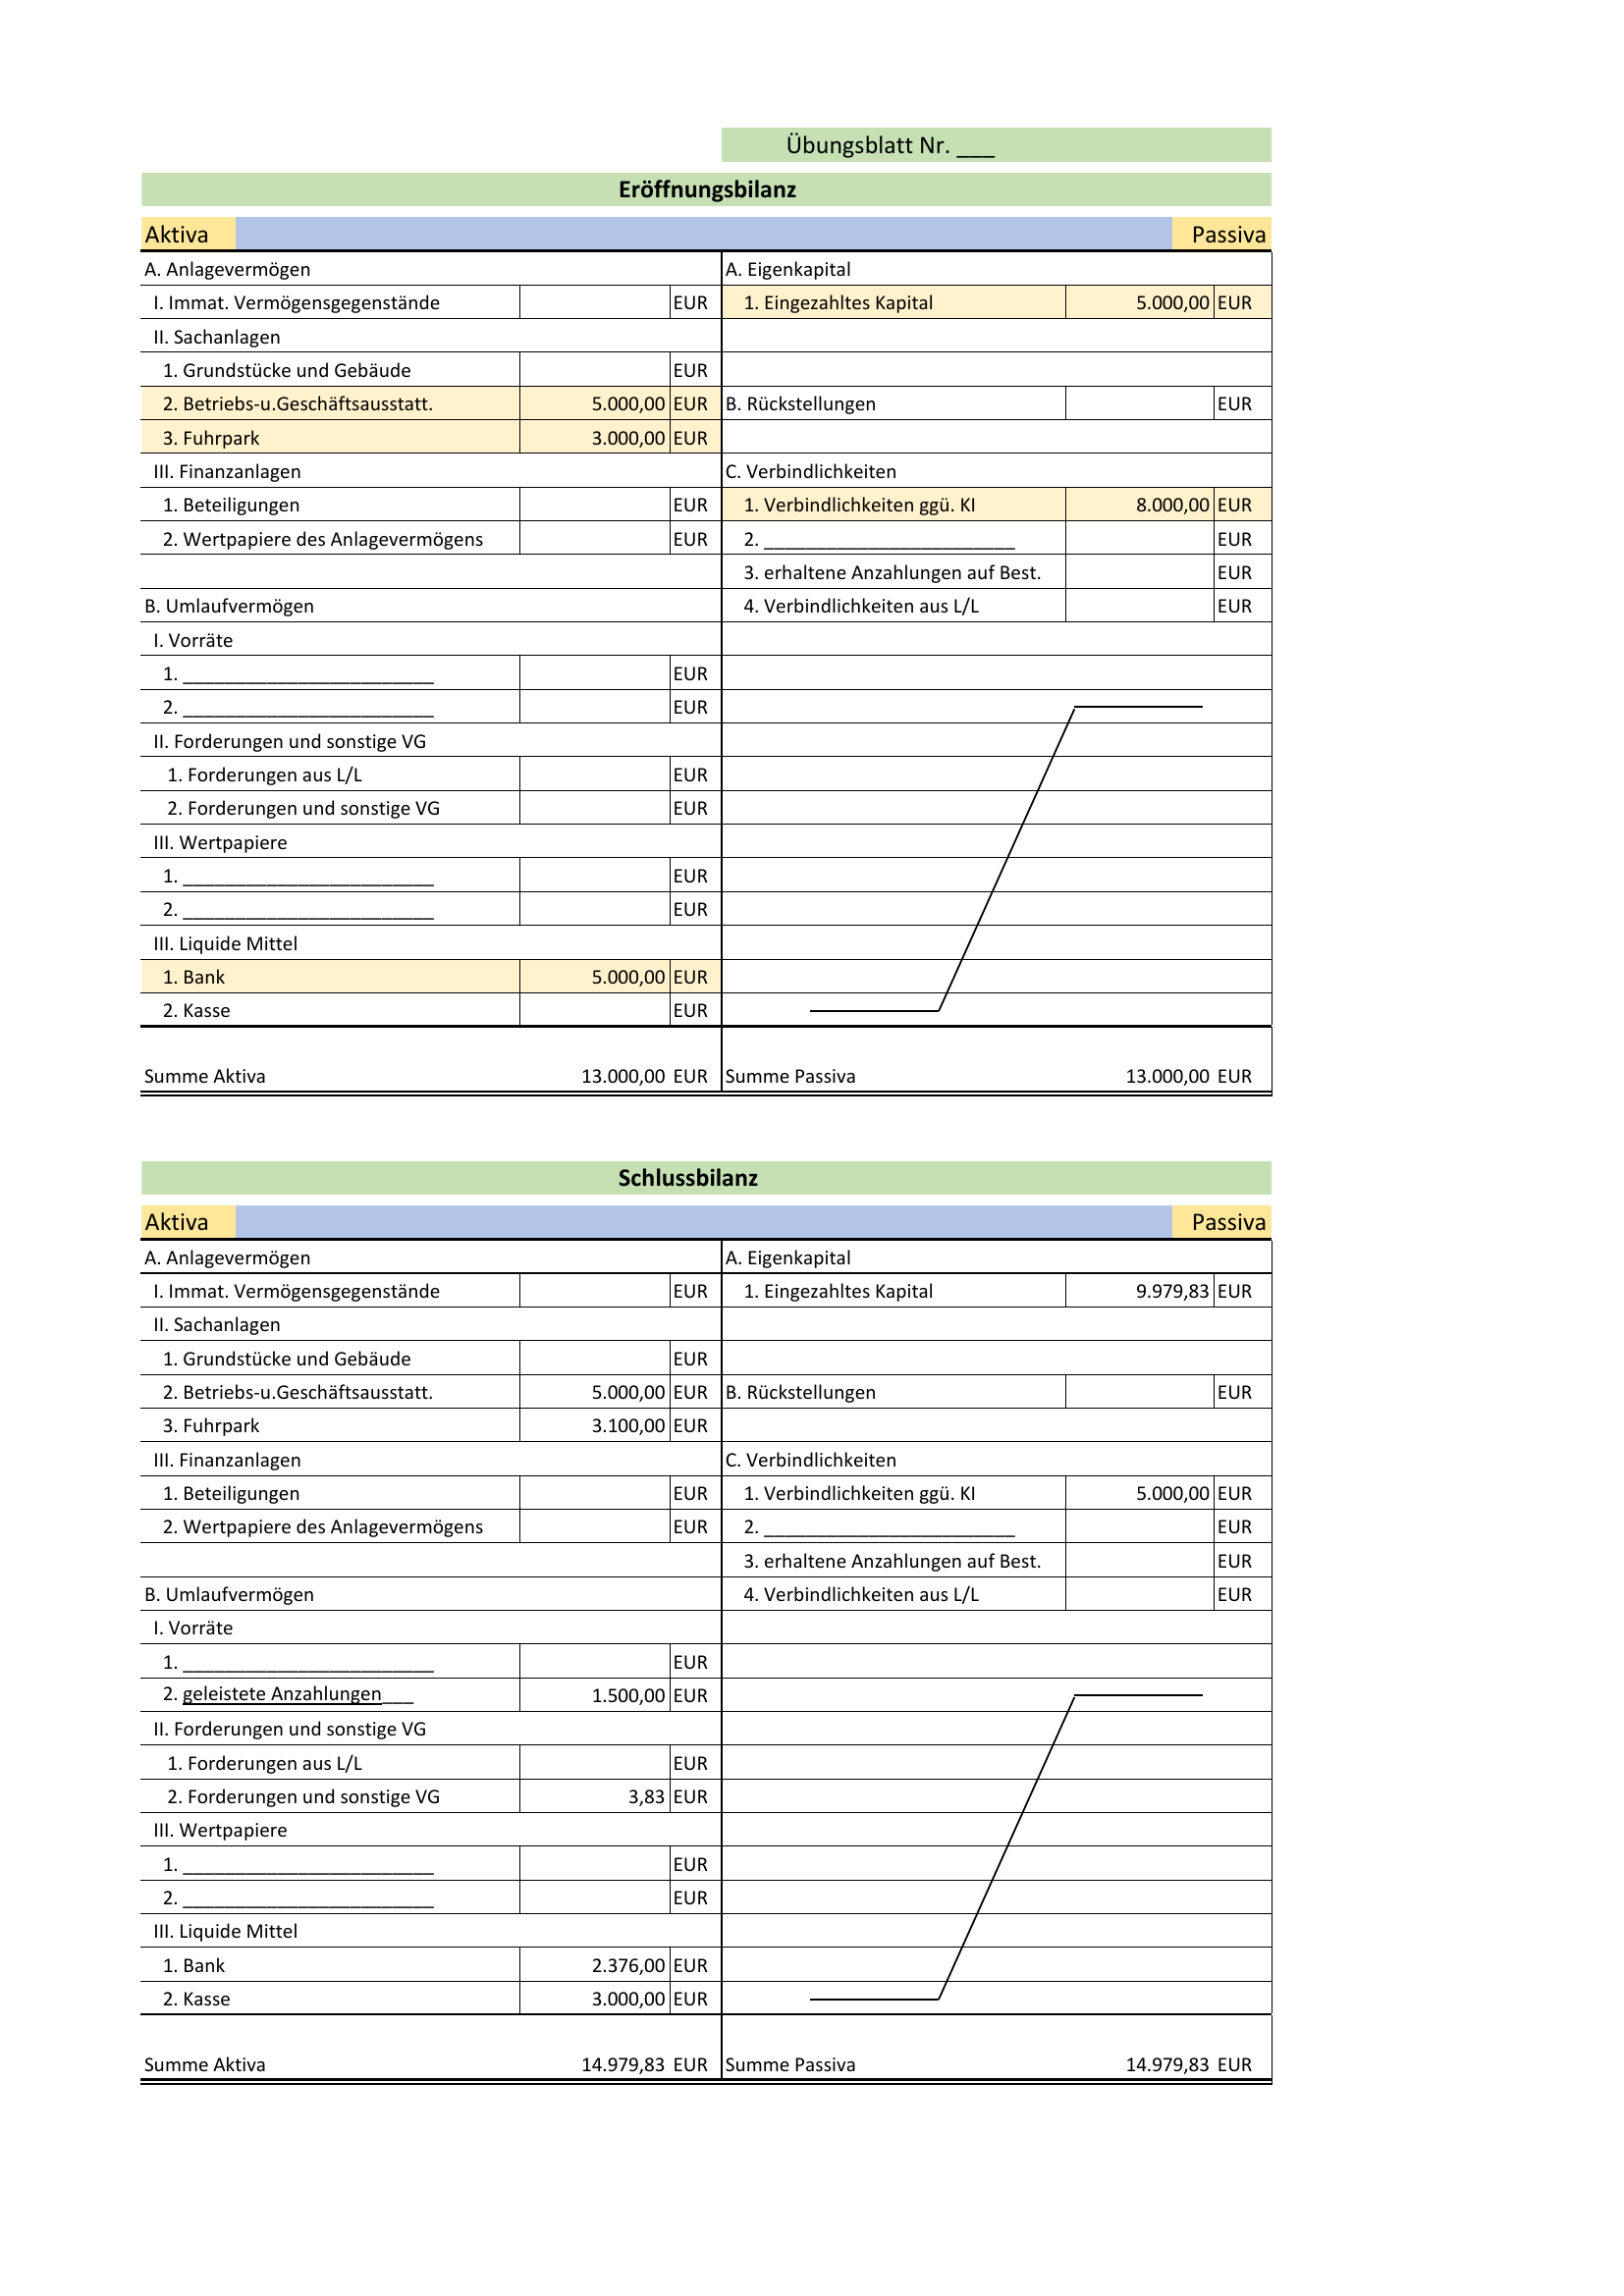 Übungsblatt Nr. ___
Eröffnungsbilanz
Aktiva Passiva
A. Anlagevermögen A. Eigenkapital
I. Immat. Vermögensgegenstände EUR 1. Eingezahltes Kapital 5.000,00 EUR
II. Sachanlagen
1. Grundstücke und Gebäude EUR
2. Betriebs-u.Geschäftsausstatt. 5.000,00 EUR B. Rückstellungen EUR
3. Fuhrpark 3.000,00 EUR
III. Finanzanlagen C. Verbindlichkeiten
1. Beteiligungen EUR 1. Verbindlichkeiten ggü. KI 8.000,00 EUR
2. Wertpapiere des Anlagevermögens EUR 2. ________________________ EUR
3. erhaltene Anzahlungen auf Best. EUR
B. Umlaufvermögen 4. Verbindlichkeiten aus L/L EUR
I. Vorräte
1. ________________________ EUR
2. ________________________ EUR
II. Forderungen und sonstige VG
1. Forderungen aus L/L EUR
2. Forderungen und sonstige VG EUR
III. Wertpapiere
1. ________________________ EUR
2. ________________________ EUR
III. Liquide Mittel
1. Bank 5.000,00 EUR
2. Kasse EUR
Summe Aktiva 13.000,00 EUR Summe Passiva 13.000,00 EUR
Schlussbilanz
Aktiva Passiva
A. Anlagevermögen A. Eigenkapital
I. Immat. Vermögensgegenstände EUR 1. Eingezahltes Kapital 9.979,83 EUR
II. Sachanlagen
1. Grundstücke und Gebäude EUR
2. Betriebs-u.Geschäftsausstatt. 5.000,00 EUR B. Rückstellungen EUR
3. Fuhrpark 3.100,00 EUR
III. Finanzanlagen C. Verbindlichkeiten
1. Beteiligungen EUR 1. Verbindlichkeiten ggü. KI 5.000,00 EUR
2. Wertpapiere des Anlagevermögens EUR 2. ________________________ EUR
3. erhaltene Anzahlungen auf Best. EUR
B. Umlaufvermögen 4. Verbindlichkeiten aus L/L EUR
I. Vorräte
1. ________________________ EUR
2. geleistete Anzahlungen___ 1.500,00 EUR
II. Forderungen und sonstige VG
1. Forderungen aus L/L EUR
2. Forderungen und sonstige VG 3,83 EUR
III. Wertpapiere
1. ________________________ EUR
2. ________________________ EUR
III. Liquide Mittel
1. Bank 2.376,00 EUR
2. Kasse 3.000,00 EUR
Summe Aktiva 14.979,83 EUR Summe Passiva 14.979,83 EUR